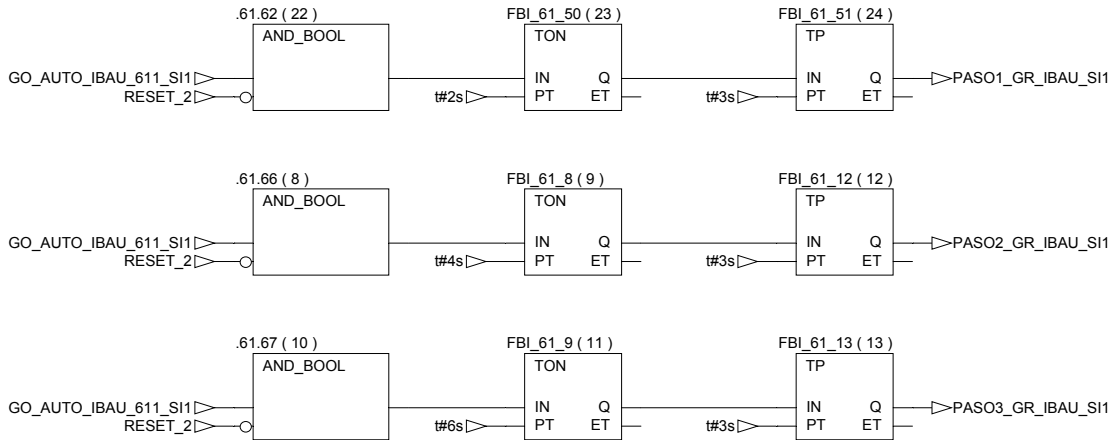 .61.62 ( 22 ) FBI_61_50 ( 23 ) FBI_61_51 ( 24 )
AND_BOOL TON TP
GO_AUTO_IBAU_611_SI1 IN Q IN Q PASO1_GR_IBAU_SI1
RESET_2 t#2s PT ET t#3s PT ET
.61.66 ( 8 ) FBI_61_8 ( 9 ) FBI_61_12 ( 12 )
AND_BOOL TON TP
GO_AUTO_IBAU_611_SI1 IN Q IN Q PASO2_GR_IBAU_SI1
RESET_2 t#4s PT ET t#3s PT ET
.61.67 ( 10 ) FBI_61_9 ( 11 ) FBI_61_13 ( 13 )
AND_BOOL TON TP
GO_AUTO_IBAU_611_SI1 IN Q IN Q PASO3_GR_IBAU_SI1
RESET_2 t#6s PT ET t#3s PT ET